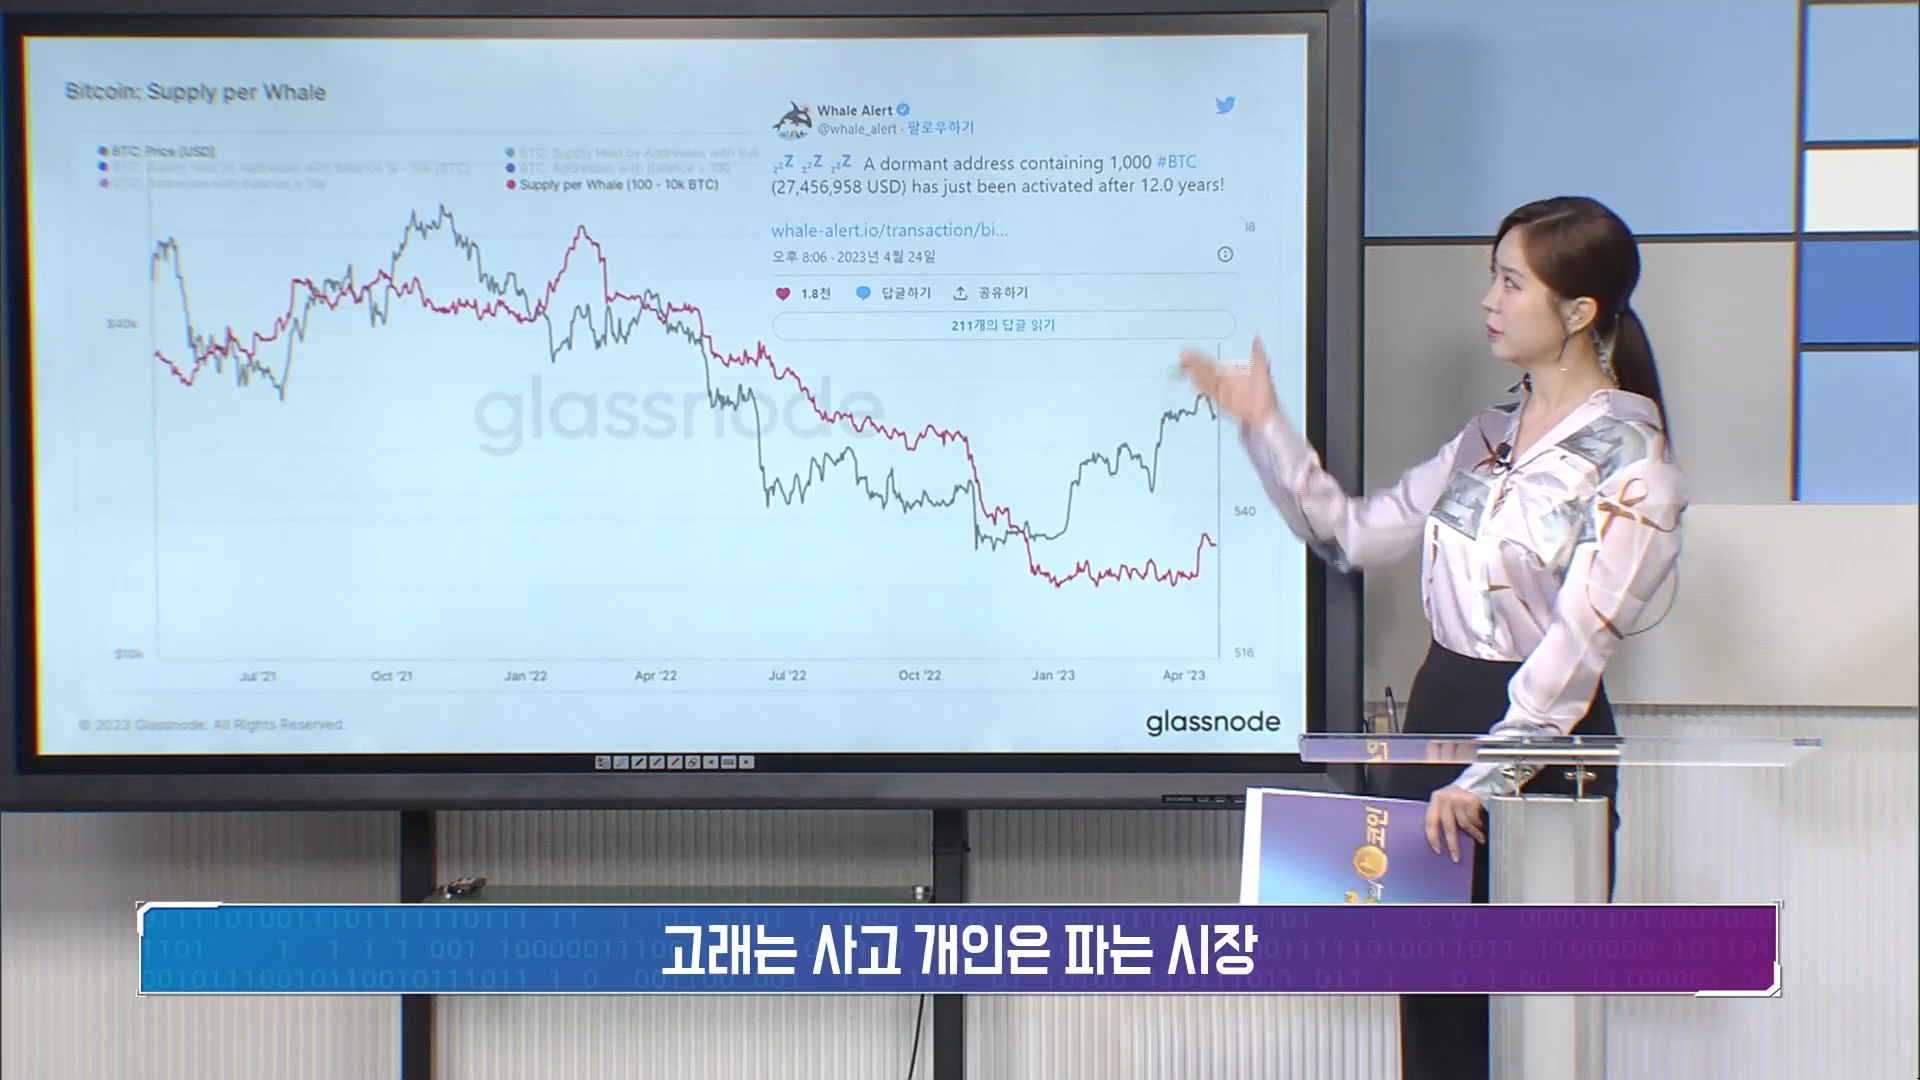 Bitcoin: Supply per Whale
BTC: Price [USD]
Supply per Whale (100 - 10k BTC)
Whale Alert
@whale_alert · 팔로우하기
A dormant address containing 1,000 #BTC
(27,456,958 USD) has just been activated after 12.0 years!
whale-alert.io/transaction/bi...
오후 8:06 · 2023년 4월 24일
1.8천 답글하기 공유하기
211개의 답글 읽기
$40k
$10k
540
516
glassnode
Jul '21 Oct '21 Jan '22 Apr '22 Jul '22 Oct '22 Jan '23 Apr '23
© 2023 Glassnode. All Rights Reserved.
glassnode
코인
고래는 사고 개인은 파는 시장